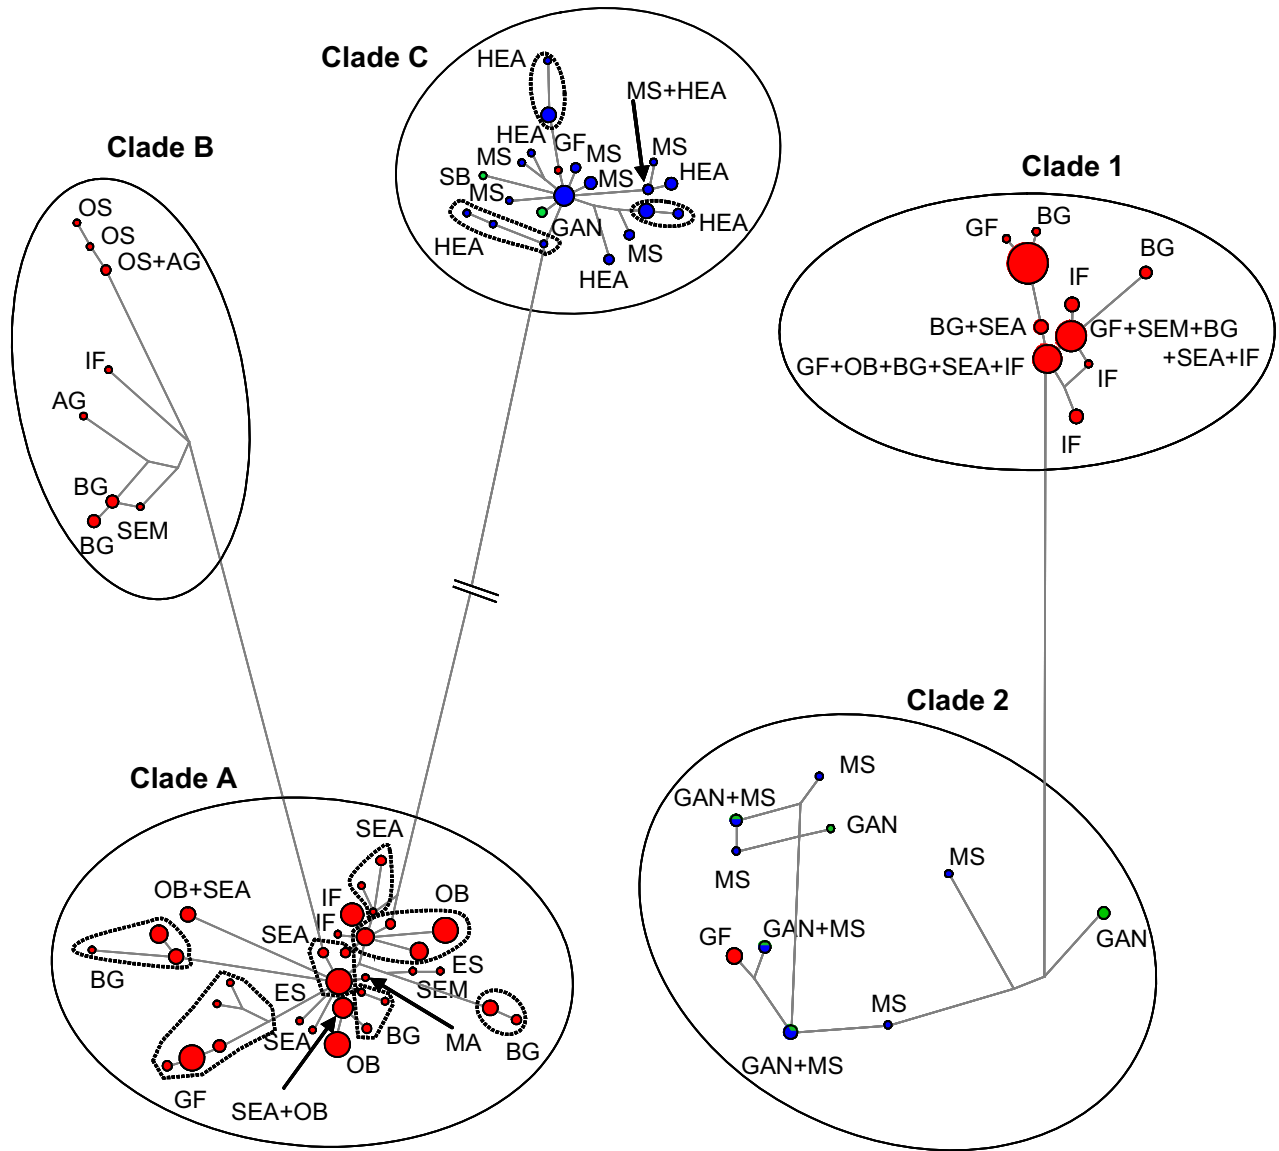 Clade C
HEA
MS+HEA
HEA
GF
MS
MS
MS
MS
HEA
SB
MS
GAN
HEA
HEA
MS
HEA
Clade B
OS
OS
OS+AG
IF
AG
BG
SEM
BG
Clade 1
GF
BG
BG
IF
BG+SEA
GF+SEM+BG
+SEA+IF
GF+OB+BG+SEA+IF
IF
IF
Clade A
SEA
OB+SEA
IF
OB
IF
SEA
BG
ES
ES
SEM
SEA
BG
MA
BG
OB
GF
SEA+OB
Clade 2
MS
GAN+MS
GAN
MS
MS
GF
GAN+MS
GAN
MS
GAN+MS